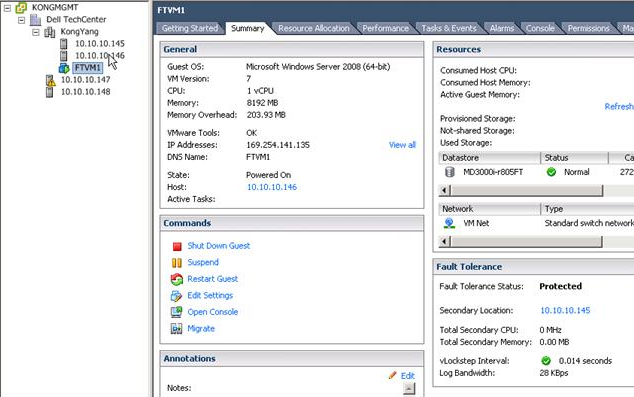 KONGMGMT
Dell TechCenter
KongYang
10.10.10.145
10.10.10.146
FTVM1
10.10.10.147
10.10.10.148
FTVM1
Getting Started Summary Resource Allocation Performance Tasks & Events Alarms Console Permissions Ma
General
Guest OS: Microsoft Windows Server 2008 (64-bit)
VM Version: 7
CPU: 1 vCPU
Memory: 8192 MB
Memory Overhead: 203.93 MB
VMware Tools: OK
IP Addresses: 169.254.141.135 View all
DNS Name: FTVM1
State: Powered On
Host: 10.10.10.146
Active Tasks:
Commands
Shut Down Guest
Suspend
Restart Guest
Edit Settings
Open Console
Migrate
Annotations
Edit
Notes:
Resources
Consumed Host CPU:
Consumed Host Memory:
Active Guest Memory:
Refresh
Provisioned Storage:
Not-shared Storage:
Used Storage:
Datastore Status Ca
MD3000i-r805FT Normal 272
Network Type
VM Net Standard switch network
Fault Tolerance
Fault Tolerance Status: Protected
Secondary Location: 10.10.10.145
Total Secondary CPU: 0 MHz
Total Secondary Memory: 0.00 MB
vLockstep Interval: 0.014 seconds
Log Bandwidth: 28 KBps